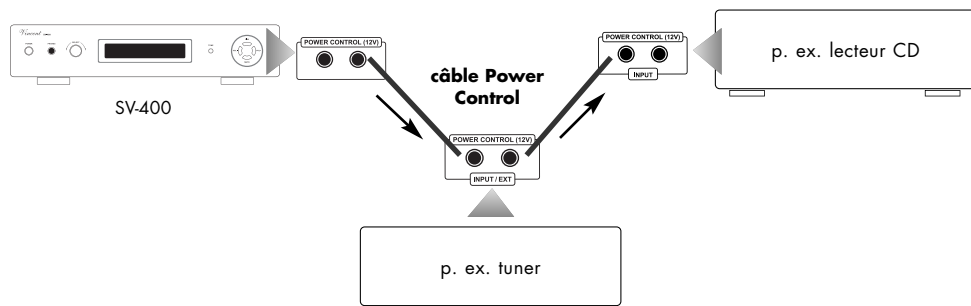 Vincent
POWER CONTROL (12V)
SV-400
câble Power
Control
POWER CONTROL (12V)
INPUT
p. ex. lecteur CD
POWER CONTROL (12V)
INPUT / EXT
p. ex. tuner